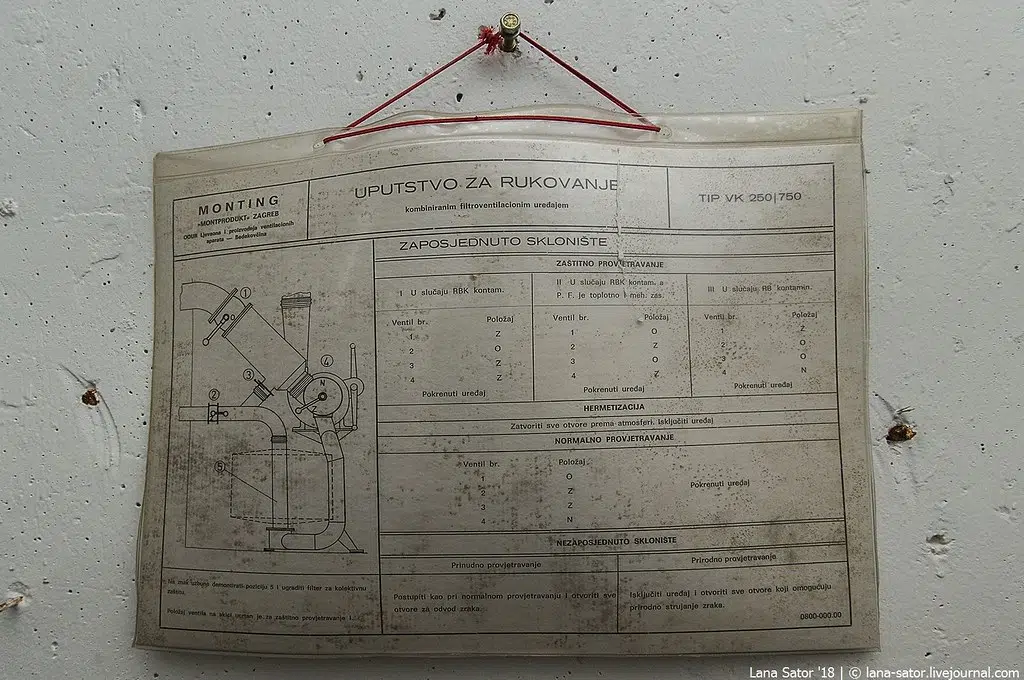 MONTING
»MONTPRODUKT« ZAGREB
OOUR Ljevaona i proizvodnja ventilacionih
aparata — Bedekovčina
UPUTSTVO ZA RUKOVANJE
kombiniranim filtroventilacionim uređajem
TIP VK 250|750
ZAPOSJEDNUTO SKLONIŠTE
ZAŠTITNO PROVJETRAVANJE
I U slučaju RBK kontam.
Ventil br. Položaj
1 Z
2 O
3 Z
4 Z
Pokrenuti uređaj
II U slučaju RBK kontam. a
P. F. je toplotno i meh. zas.
Ventil br. Položaj
1 O
2 Z
3 O
4 Z
Pokrenuti uređaj
III U slučaju RB kontamin.
Ventil br. Položaj
1 Z
2 O
3 O
4 N
Pokrenuti uređaj
HERMETIZACIJA
Zatvoriti sve otvore prema atmosferi. Isključiti uređaj
NORMALNO PROVJETRAVANJE
Ventil br. Položaj
1 O
2 Z
3 Z
4 N
Pokrenuti uređaj
NEZAPOSJEDNUTO SKLONIŠTE
Prinudno provjetravanje
Postupiti kao pri normalnom provjetravanju i otvoriti sve
otvore za odvod zraka.
Prirodno provjetravanje
Isključiti uređaj i otvoriti sve otvore koji omogućuju
prirodno strujanje zraka.
0800-000.00
1
2
3
4
5
O
N
Z
Na znak uzbune demontirati poziciju 5 i ugraditi filter za kolektivnu
zaštitu.
Položaj ventila na skici ucrtan je za zaštitno provjetravanje I.
Lana Sator '18 | © lana-sator.livejournal.com